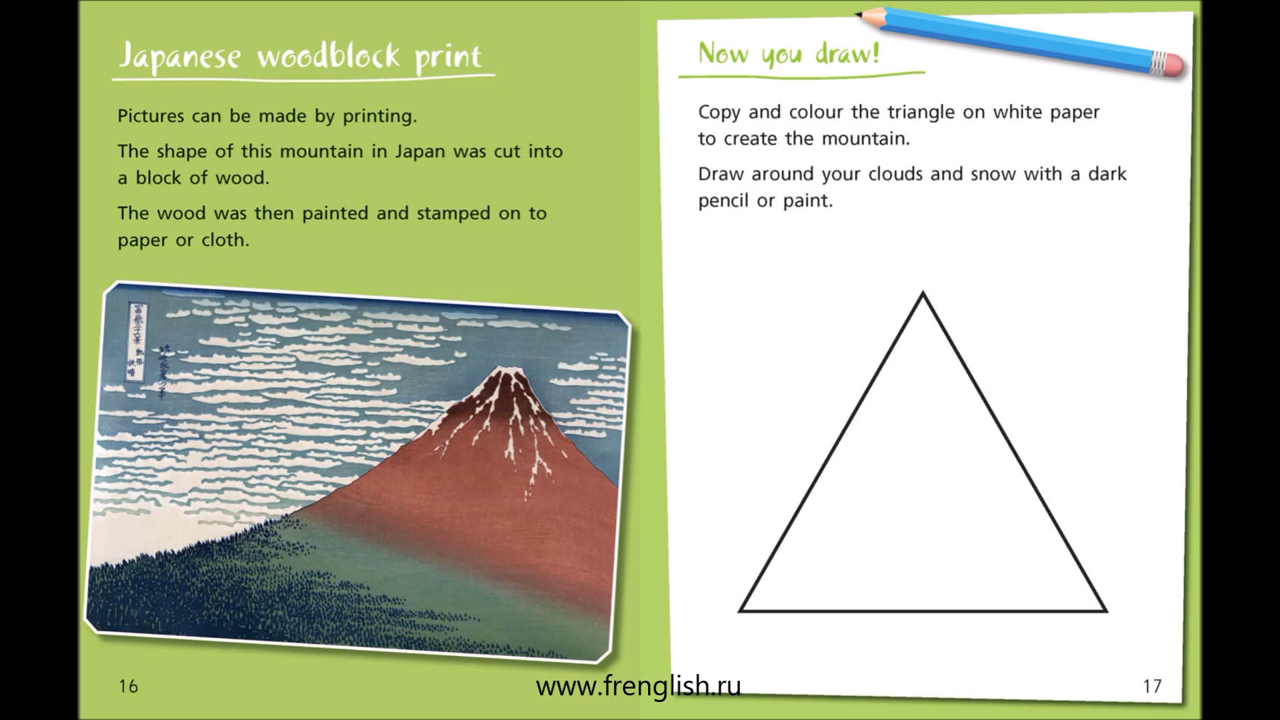 Japanese woodblock print
Pictures can be made by printing.
The shape of this mountain in Japan was cut into
a block of wood.
The wood was then painted and stamped on to
paper or cloth.
16
Now you draw!
Copy and colour the triangle on white paper
to create the mountain.
Draw around your clouds and snow with a dark
pencil or paint.
17
www.frenglish.ru